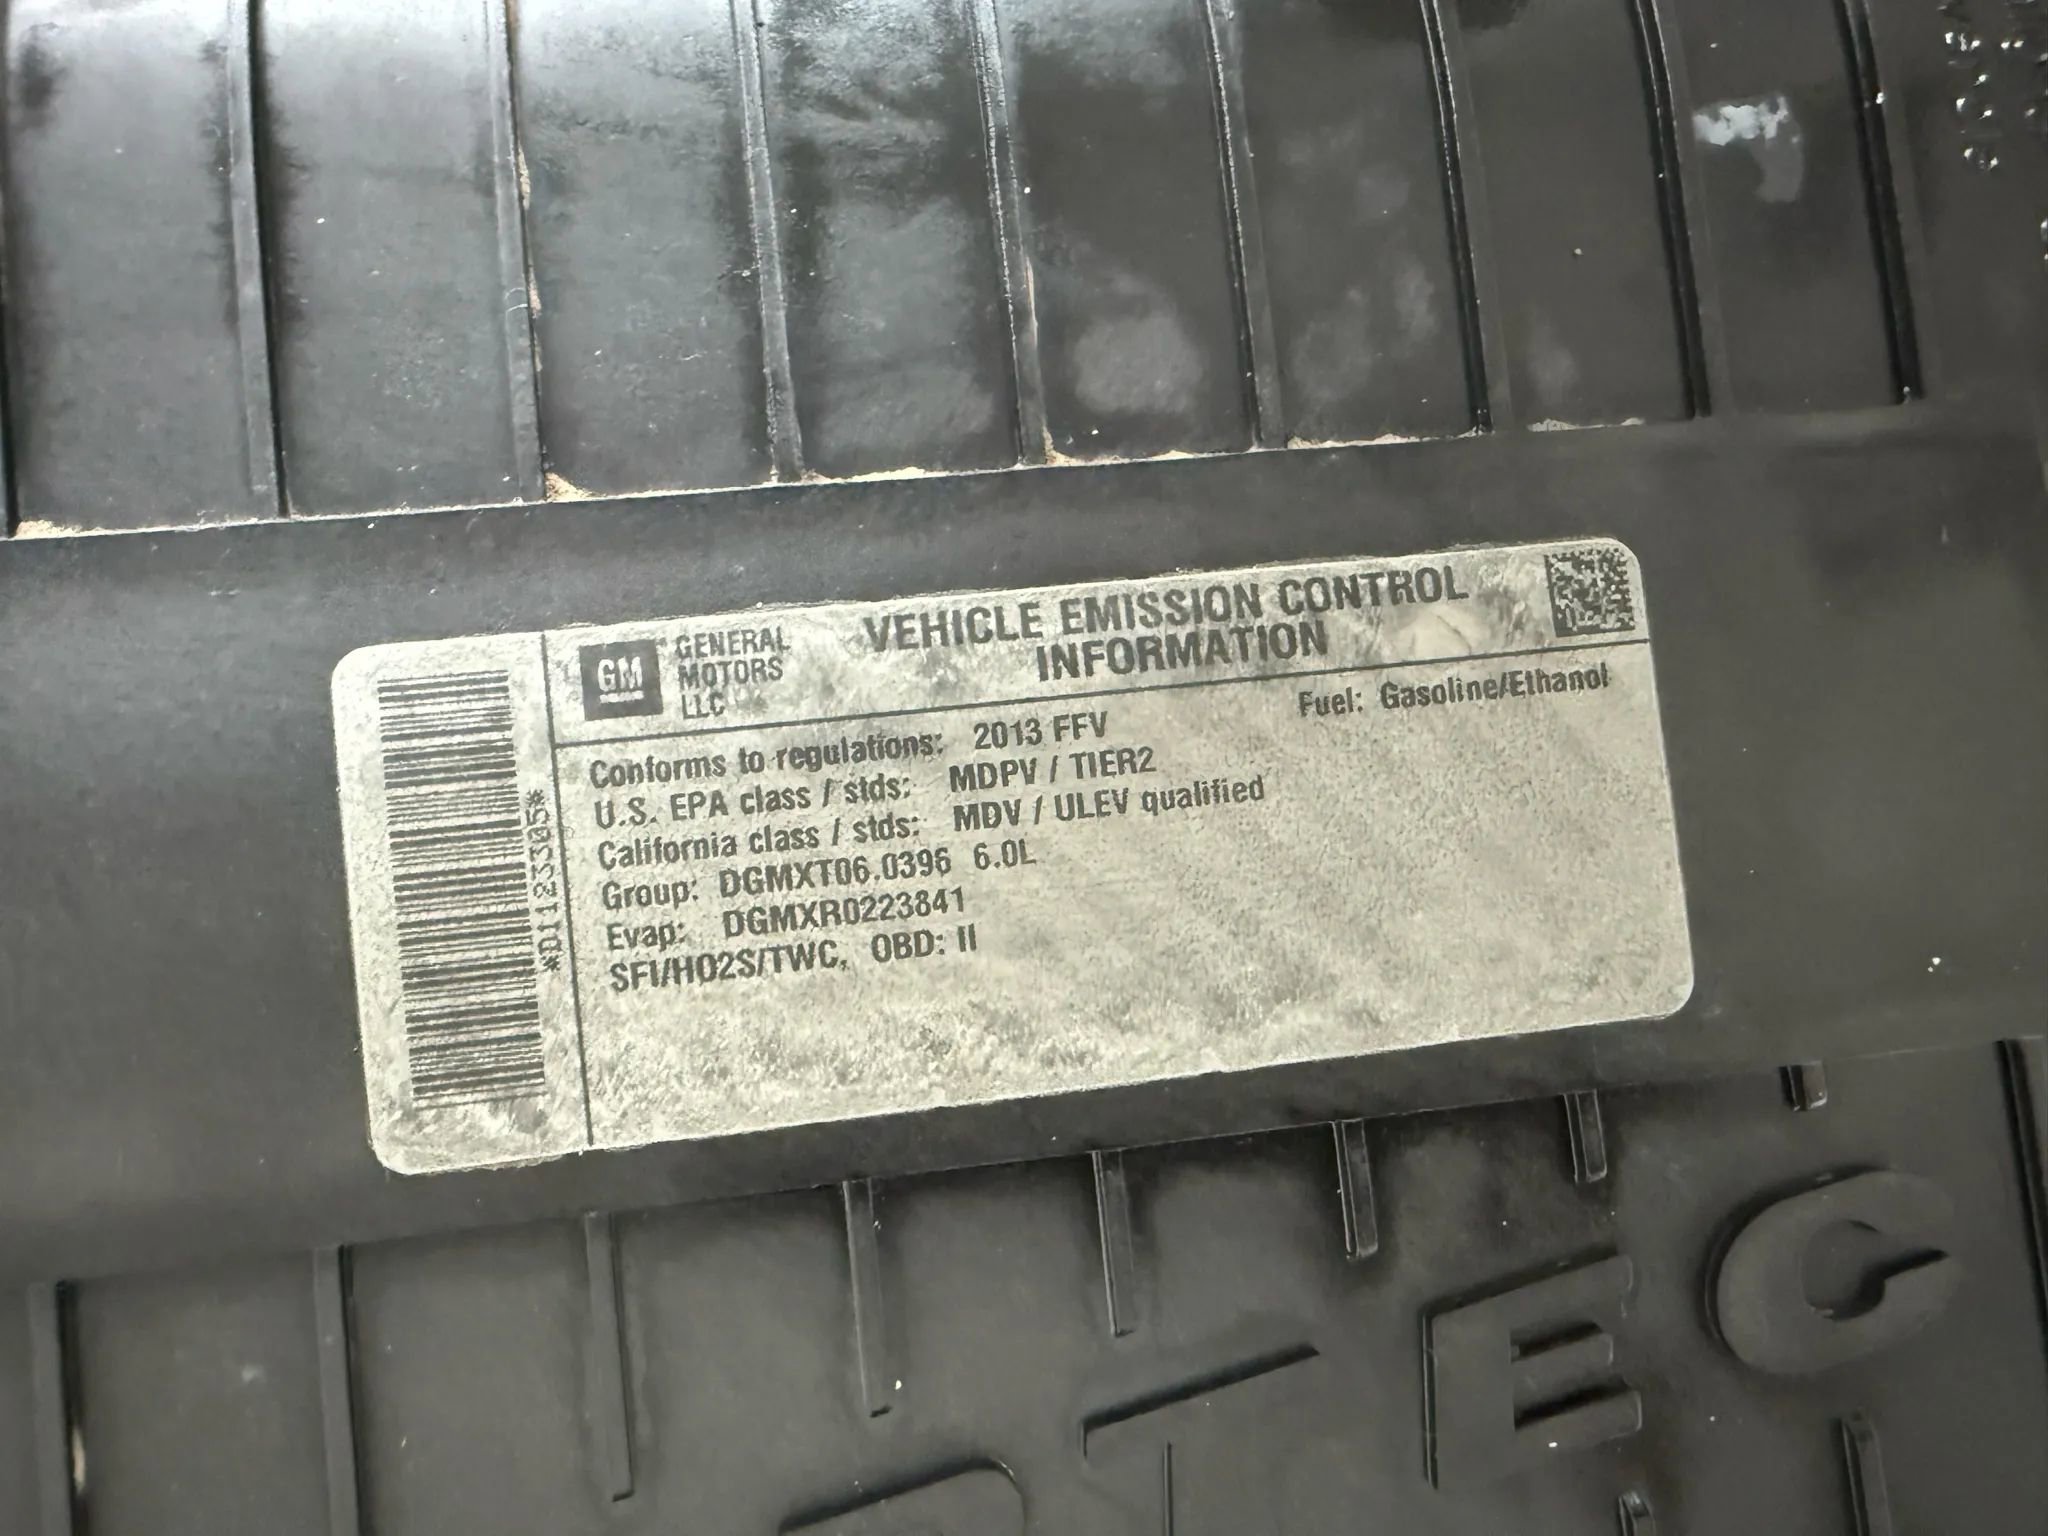 *D11233305*
GM
GENERAL
MOTORS
LLC
VEHICLE EMISSION CONTROL
INFORMATION
Fuel: Gasoline/Ethanol
Conforms to regulations: 2013 FFV
U.S. EPA class / stds: MDPV / TIER2
California class / stds: MDV / ULEV qualified
Group: DGMXT06.0396 6.0L
Evap: DGMXR0223841
SFI/HO2S/TWC, OBD: II
RTEC